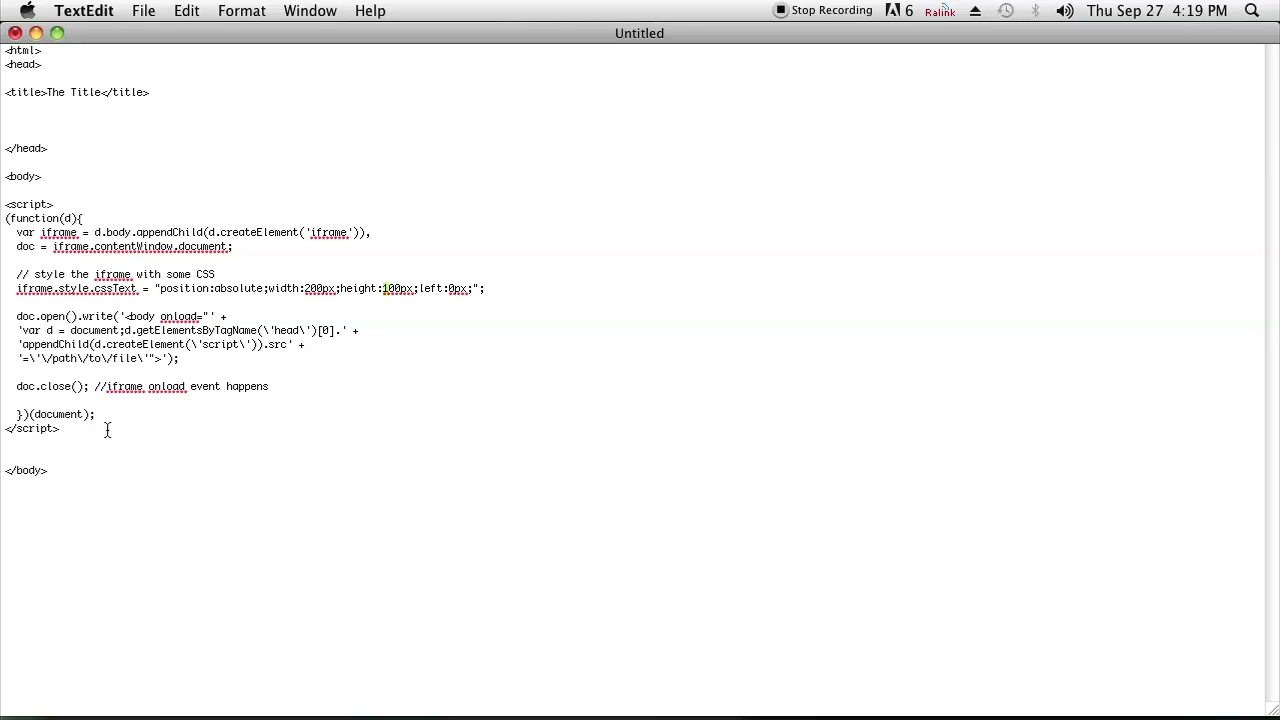 TextEdit File Edit Format Window Help Stop Recording 6 Ralink Thu Sep 27 4:19 PM
Untitled
<html>
<head>
<title>The Title</title>
</head>
<body>
<script>
(function(d){
var iframe = d.body.appendChild(d.createElement('iframe')),
doc = iframe.contentWindow.document;
// style the iframe with some CSS
iframe.style.cssText = "position:absolute;width:200px;height:100px;left:0px;";
doc.open().write('<body onload="' +
'var d = document;d.getElementsByTagName(\'head\')[0].' +
'appendChild(d.createElement(\'script\')).src' +
'=\'\/path\/to\/file\'">');
doc.close(); //iframe onload event happens
})(document);
</script>
</body>